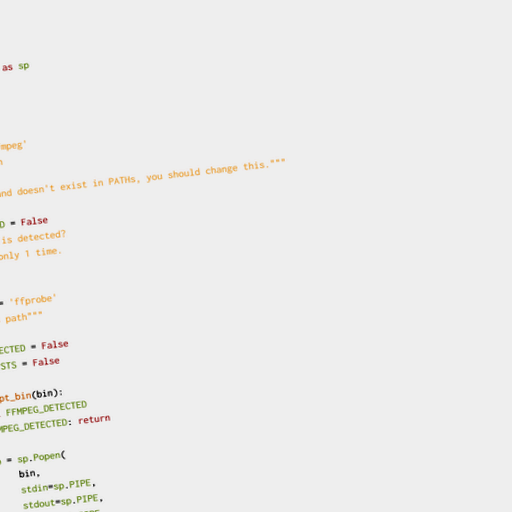 as sp
mpeg'
nd doesn't exist in PATHs, you should change this."""
D = False
is detected?
only 1 time.
= 'ffprobe'
path"""
ECTED = False
STS = False
pt_bin(bin):
FFMPEG_DETECTED
MPEG_DETECTED: return
= sp.Popen(
bin,
stdin=sp.PIPE,
stdout=sp.PIPE,